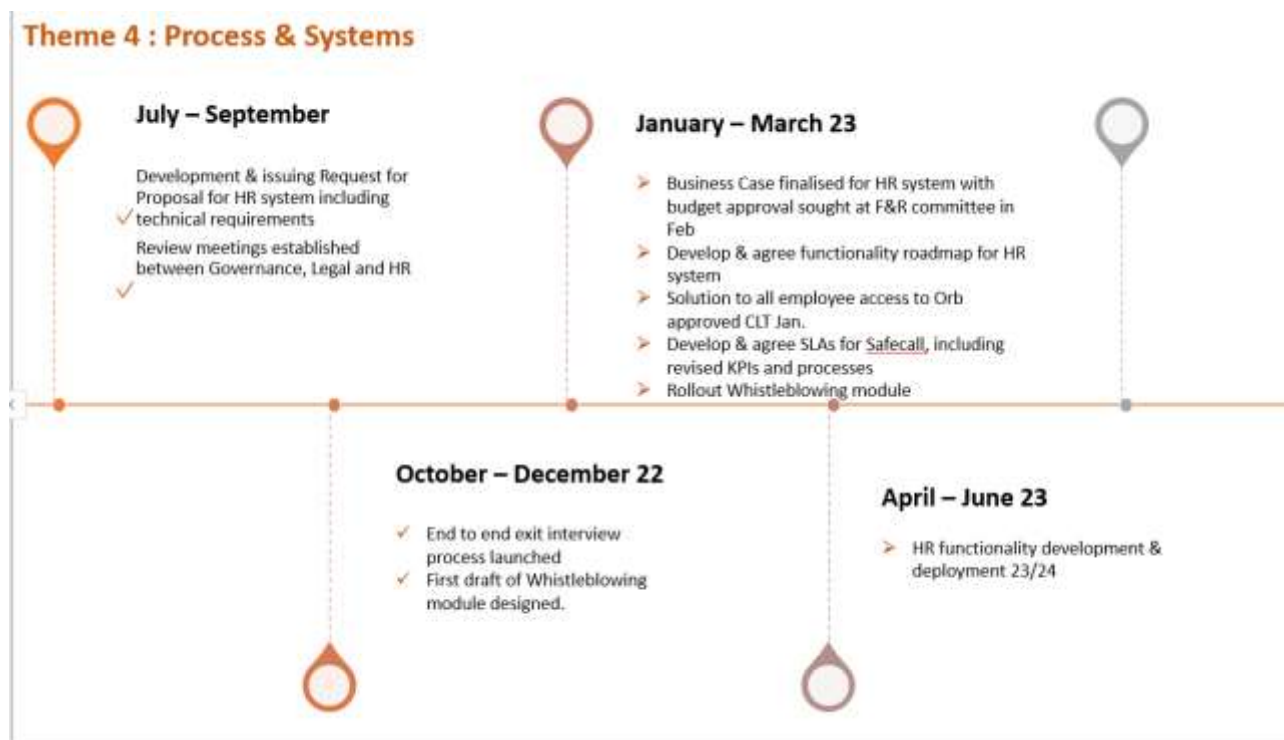 Theme 4 : Process & Systems
July – September
Development & issuing Request for
Proposal for HR system including
technical requirements
Review meetings established
between Governance, Legal and HR
January – March 23
Business Case finalised for HR system with
budget approval sought at F&R committee in
Feb
Develop & agree functionality roadmap for HR
system
Solution to all employee access to Orb
approved CLT Jan.
Develop & agree SLAs for Safecall, including
revised KPIs and processes
Rollout Whistleblowing module
October – December 22
End to end exit interview
process launched
First draft of Whistleblowing
module designed.
April – June 23
HR functionality development &
deployment 23/24